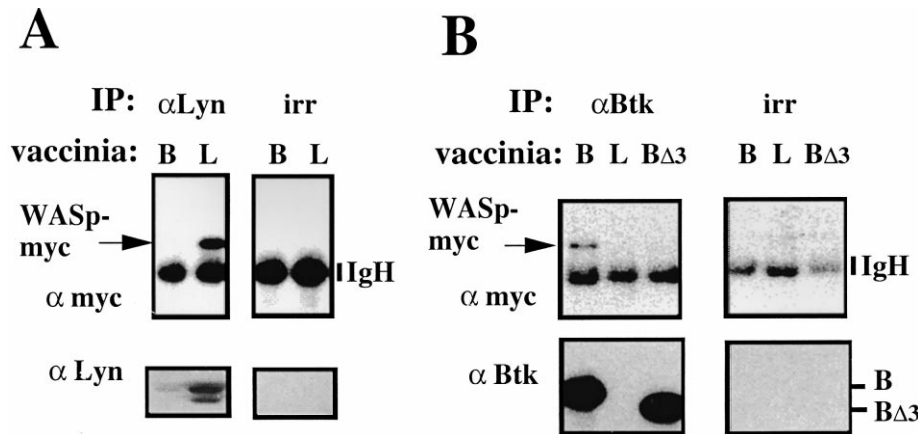 A
IP: αLyn irr
vaccinia: B L B L
WASp-
myc
IgH
α myc
α Lyn
B
IP: αBtk irr
vaccinia: B L BΔ3 B L BΔ3
WASp-
myc
IgH
α myc
α Btk
B
BΔ3